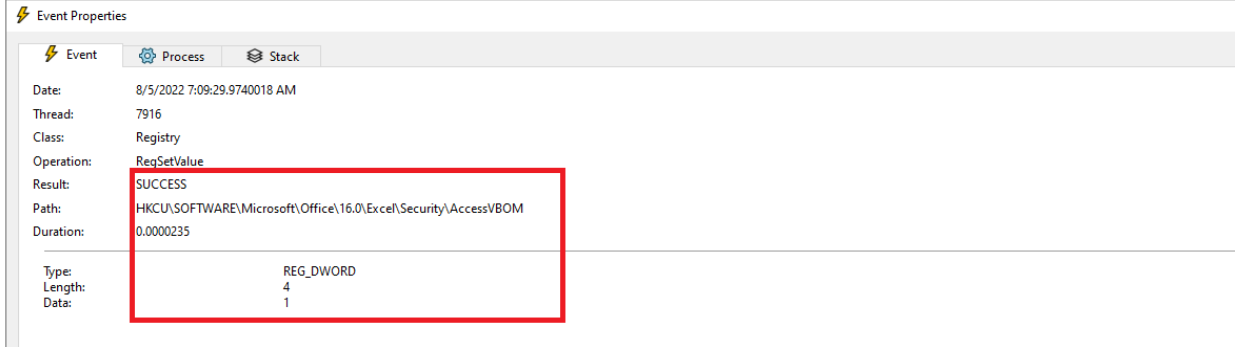 Event Properties
Event Process Stack
Date: 8/5/2022 7:09:29.9740018 AM
Thread: 7916
Class: Registry
Operation: RegSetValue
Result: SUCCESS
Path: HKCU\SOFTWARE\Microsoft\Office\16.0\Excel\Security\AccessVBOM
Duration: 0.0000235
Type: REG_DWORD
Length: 4
Data: 1